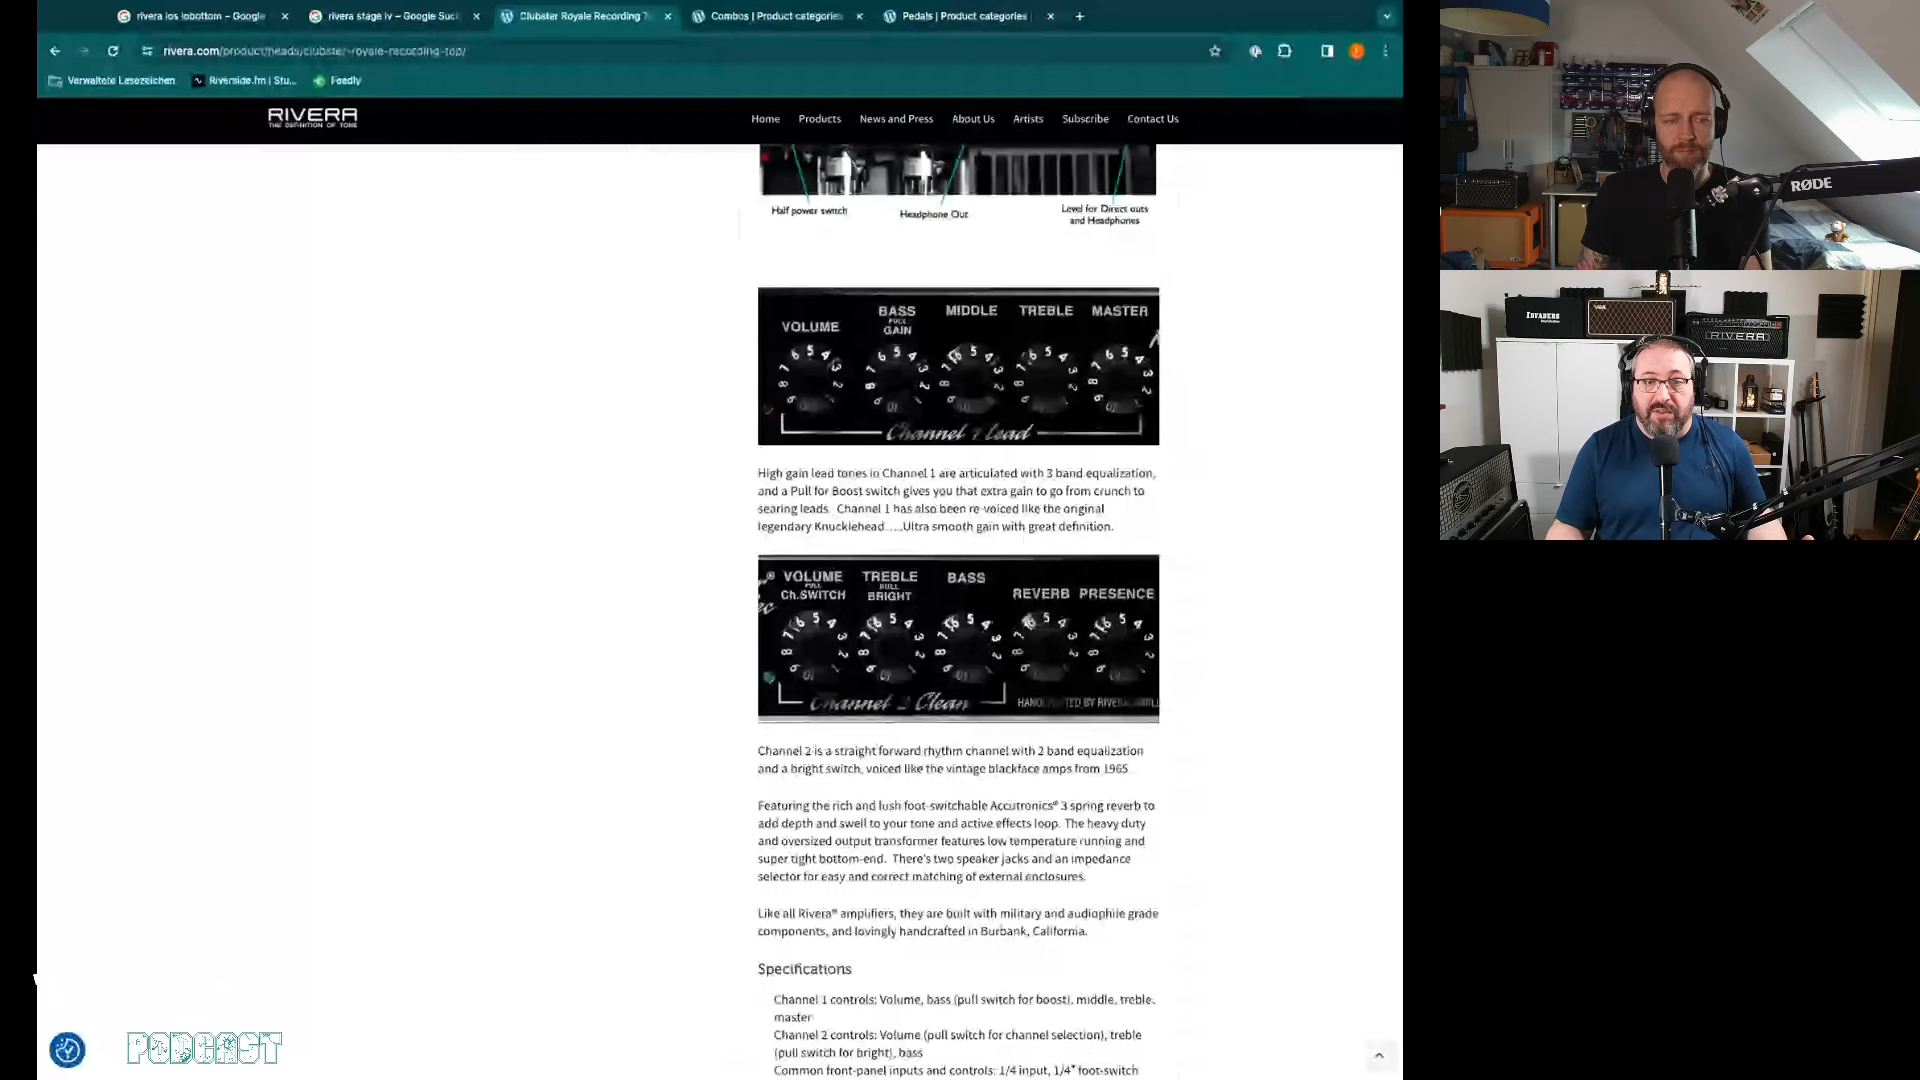 rivera los lobottom – Google
rivera stage iv – Google Suc
Clubster Royale Recording T
Combos | Product categories
Pedals | Product categories
rivera.com/product/heads/clubster-royale-recording-top/
Verwaltete Lesezeichen
Riverside.fm | Stu...
Feedly
RIVERA
THE DEFINITION OF TONE
Home
Products
News and Press
About Us
Artists
Subscribe
Contact Us
Half power switch
Headphone Out
Level for Direct outs
and Headphones
VOLUME
BASS
PULL
GAIN
MIDDLE
TREBLE
MASTER
Channel 1 Lead
High gain lead tones in Channel 1 are articulated with 3 band equalization,
and a Pull for Boost switch gives you that extra gain to go from crunch to
searing leads. Channel 1 has also been re-voiced like the original
legendary Knucklehead…..Ultra smooth gain with great definition.
VOLUME
PULL
Ch.SWITCH
TREBLE
PULL
BRIGHT
BASS
REVERB
PRESENCE
Channel 2 Clean
Channel 2 is a straight forward rhythm channel with 2 band equalization
and a bright switch, voiced like the vintage blackface amps from 1965
Featuring the rich and lush foot-switchable Accutronics® 3 spring reverb to
add depth and swell to your tone and active effects loop. The heavy duty
and oversized output transformer features low temperature running and
super tight bottom-end. There's two speaker jacks and an impedance
selector for easy and correct matching of external enclosures.
Like all Rivera® amplifiers, they are built with military and audiophile grade
components, and lovingly handcrafted in Burbank, California.
Specifications
Channel 1 controls: Volume, bass (pull switch for boost), middle, treble,
master
Channel 2 controls: Volume (pull switch for channel selection), treble
(pull switch for bright), bass
Common front-panel inputs and controls: 1/4 input, 1/4" foot-switch
PODCAST
RØDE
INVADERS
VOX
RIVERA